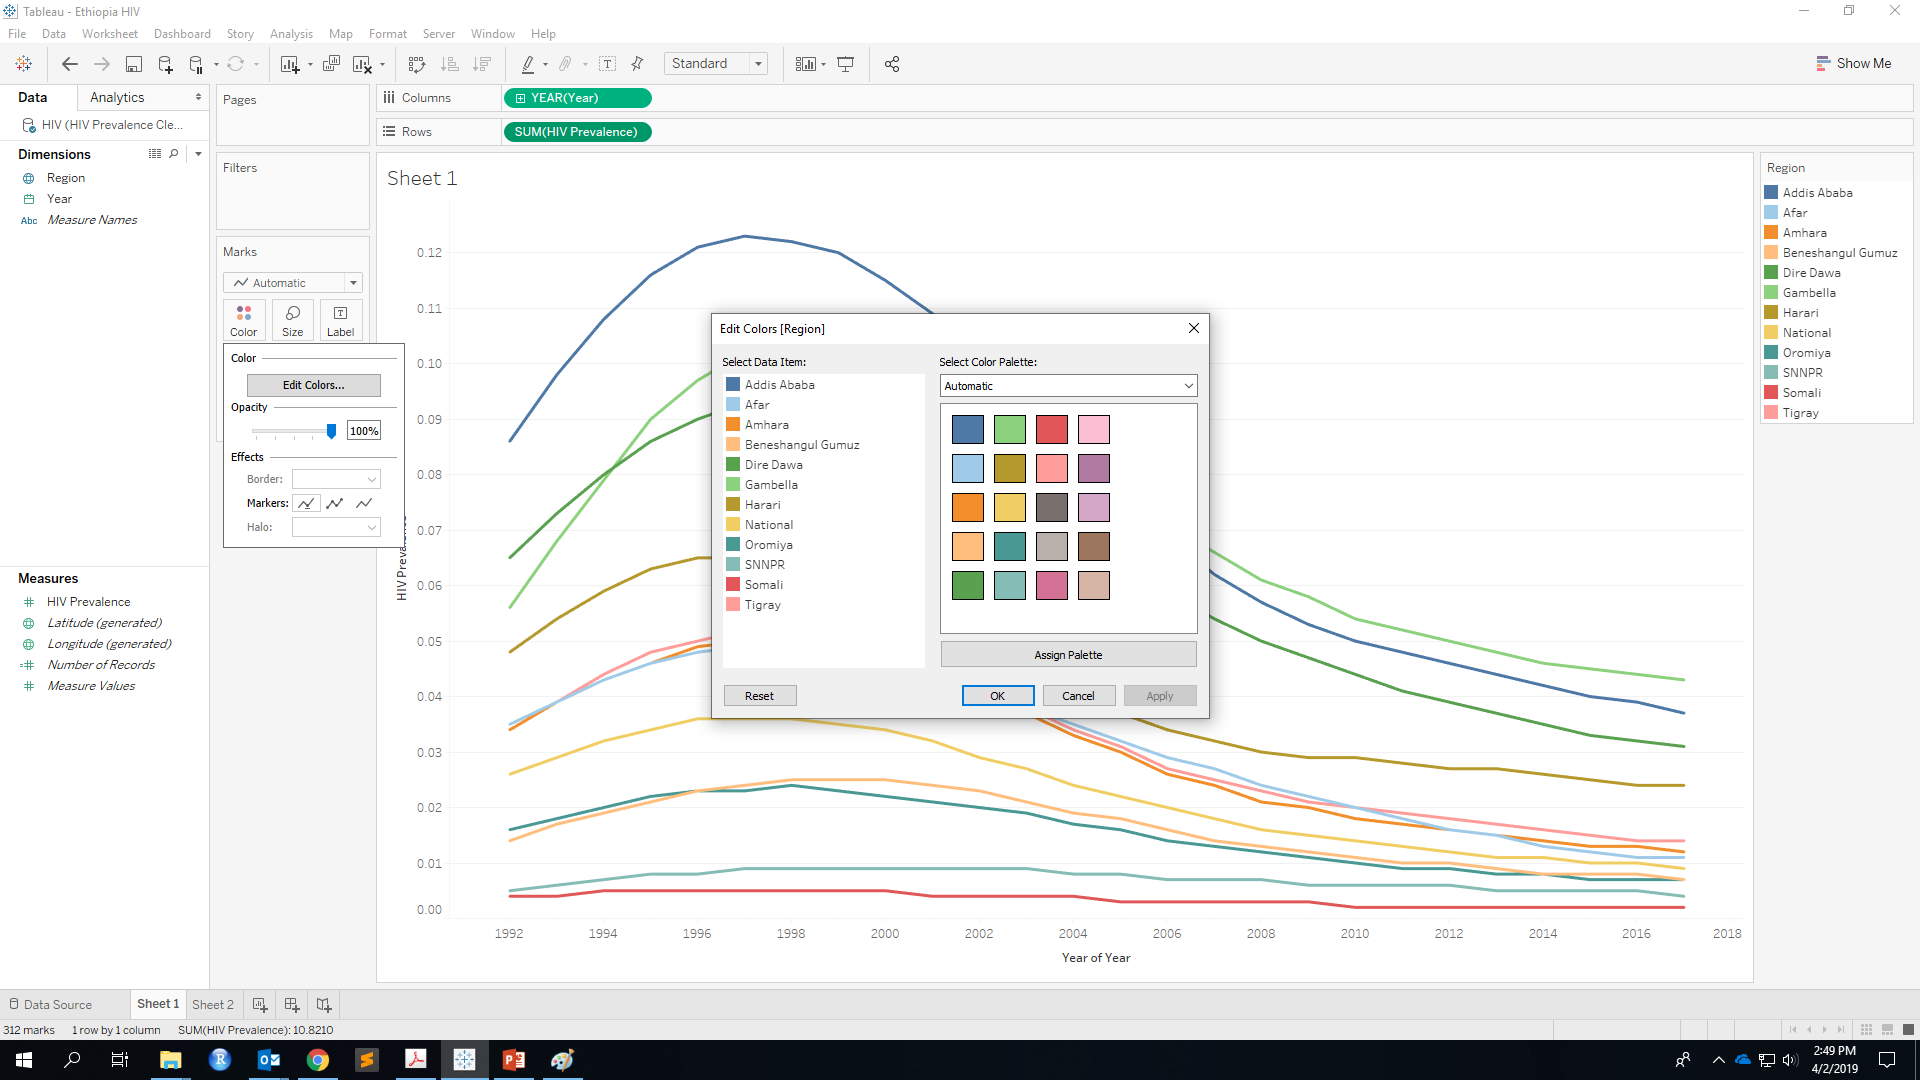 Tableau - Ethiopia HIV
File Data Worksheet Dashboard Story Analysis Map Format Server Window Help
Standard
Show Me
Data
Analytics
HIV (HIV Prevalence Cle...
Dimensions
Region
Year
Abc Measure Names
Measures
HIV Prevalence
Latitude (generated)
Longitude (generated)
Number of Records
Measure Values
Pages
Filters
Marks
Automatic
Color
Size
Label
Color
Edit Colors...
Opacity
100%
Effects
Border:
Markers:
Halo:
Columns
YEAR(Year)
Rows
SUM(HIV Prevalence)
Sheet 1
0.12
0.11
0.10
0.09
0.08
0.07
0.06
0.05
0.04
0.03
0.02
0.01
0.00
HIV Prevalence
1992 1994 1996 1998 2000 2002 2004 2006 2008 2010 2012 2014 2016 2018
Year of Year
Edit Colors [Region]
Select Data Item:
Addis Ababa
Afar
Amhara
Beneshangul Gumuz
Dire Dawa
Gambella
Harari
National
Oromiya
SNNPR
Somali
Tigray
Select Color Palette:
Automatic
Assign Palette
Reset
OK
Cancel
Apply
Region
Addis Ababa
Afar
Amhara
Beneshangul Gumuz
Dire Dawa
Gambella
Harari
National
Oromiya
SNNPR
Somali
Tigray
Data Source
Sheet 1
Sheet 2
312 marks 1 row by 1 column SUM(HIV Prevalence): 10.8210
2:49 PM
4/2/2019